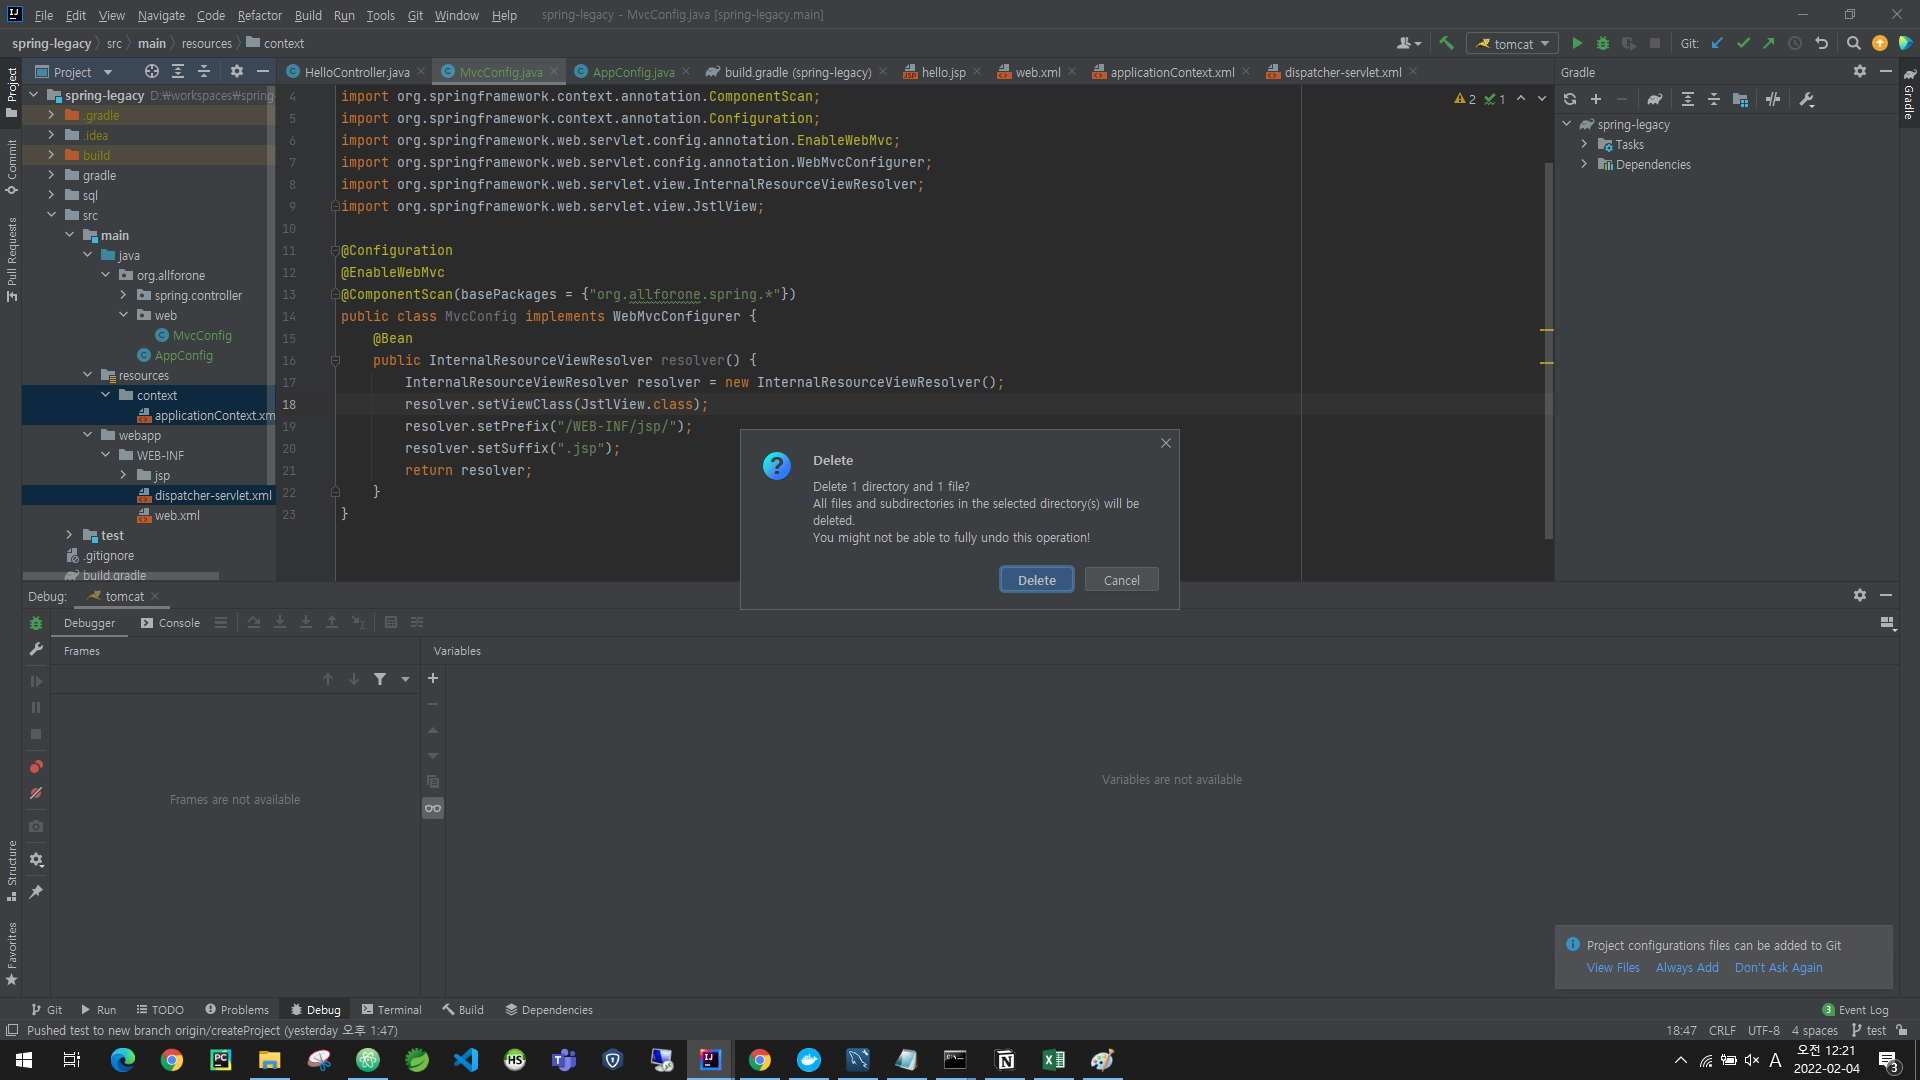 File Edit View Navigate Code Refactor Build Run Tools Git Window Help spring-legacy - MvcConfig.java [spring-legacy.main]
spring-legacy src main resources context
tomcat
Git:
Project
HelloController.java
MvcConfig.java
AppConfig.java
build.gradle (spring-legacy)
hello.jsp
web.xml
applicationContext.xml
dispatcher-servlet.xml
Gradle
Project
Commit
Pull Requests
Structure
Favorites
Gradle
spring-legacy D:₩workspaces₩spring-
.gradle
.idea
build
gradle
sql
src
main
java
org.allforone
spring.controller
web
MvcConfig
AppConfig
resources
context
applicationContext.xm
webapp
WEB-INF
jsp
dispatcher-servlet.xml
web.xml
test
.gitignore
build.gradle
4 import org.springframework.context.annotation.ComponentScan;
5 import org.springframework.context.annotation.Configuration;
6 import org.springframework.web.servlet.config.annotation.EnableWebMvc;
7 import org.springframework.web.servlet.config.annotation.WebMvcConfigurer;
8 import org.springframework.web.servlet.view.InternalResourceViewResolver;
9 import org.springframework.web.servlet.view.JstlView;
10
11 @Configuration
12 @EnableWebMvc
13 @ComponentScan(basePackages = {"org.allforone.spring.*"})
14 public class MvcConfig implements WebMvcConfigurer {
15 @Bean
16 public InternalResourceViewResolver resolver() {
17 InternalResourceViewResolver resolver = new InternalResourceViewResolver();
18 resolver.setViewClass(JstlView.class);
19 resolver.setPrefix("/WEB-INF/jsp/");
20 resolver.setSuffix(".jsp");
21 return resolver;
22 }
23 }
2 1
spring-legacy
Tasks
Dependencies
Delete
Delete 1 directory and 1 file?
All files and subdirectories in the selected directory(s) will be
deleted.
You might not be able to fully undo this operation!
Delete Cancel
Debug: tomcat
Debugger Console
Frames
Variables
Frames are not available
Variables are not available
Project configurations files can be added to Git
View Files Always Add Don't Ask Again
Git Run TODO Problems Debug Terminal Build Dependencies
3 Event Log
Pushed test to new branch origin/createProject (yesterday 오후 1:47)
18:47 CRLF UTF-8 4 spaces test
A
오전 12:21
2022-02-04
3